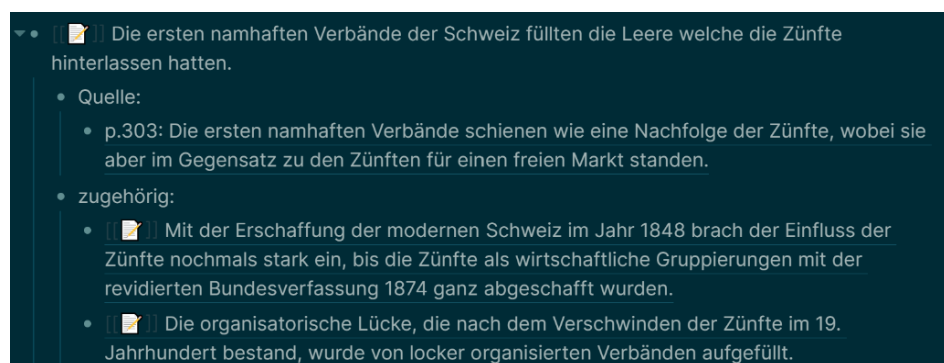 [[📝]] Die ersten namhaften Verbände der Schweiz füllten die Leere welche die Zünfte
hinterlassen hatten.
Quelle:
p.303: Die ersten namhaften Verbände schienen wie eine Nachfolge der Zünfte, wobei sie
aber im Gegensatz zu den Zünften für einen freien Markt standen.
zugehörig:
[[📝]] Mit der Erschaffung der modernen Schweiz im Jahr 1848 brach der Einfluss der
Zünfte nochmals stark ein, bis die Zünfte als wirtschaftliche Gruppierungen mit der
revidierten Bundesverfassung 1874 ganz abgeschafft wurden.
[[📝]] Die organisatorische Lücke, die nach dem Verschwinden der Zünfte im 19.
Jahrhundert bestand, wurde von locker organisierten Verbänden aufgefüllt.